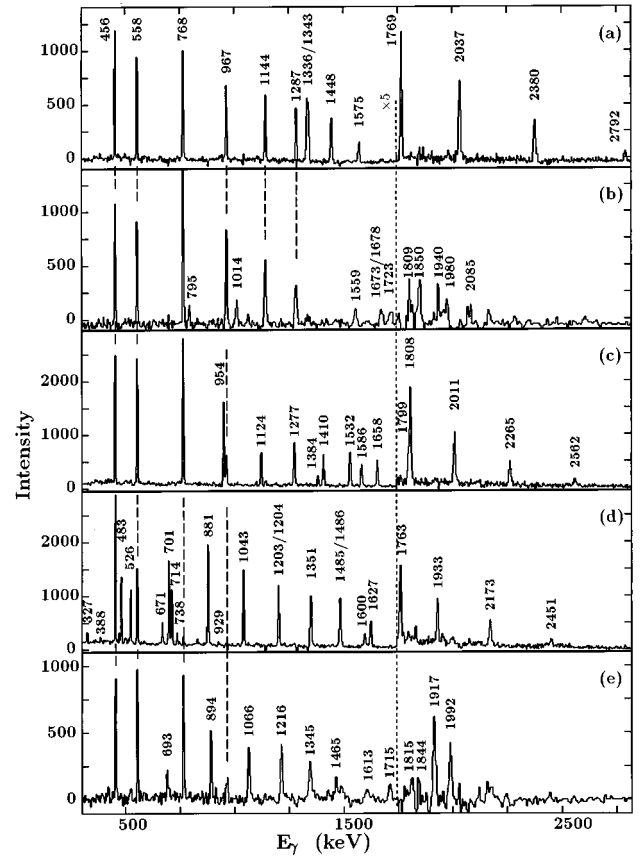 456 558 768 967 1144 1287 1336/1343 1448 1575 ×5 1769 2037 2380 2792 (a)
1000
500
0
795 1014 1559 1673/1678 1723 1809 1850 1940 1980 2085 (b)
1000
500
0
954 1124 1277 1384 1410 1532 1586 1658 1799 1808 2011 2265 2562 (c)
2000
1000
0
Intensity
327 388 483 526 671 701 714 738 881 929 1043 1203/1204 1351 1485/1486 1600 1627 1763 1933 2173 2451 (d)
2000
1000
0
693 894 1066 1216 1345 1465 1613 1715 1815 1844 1917 1992 (e)
1000
500
0
500 1500 2500
Eγ (keV)